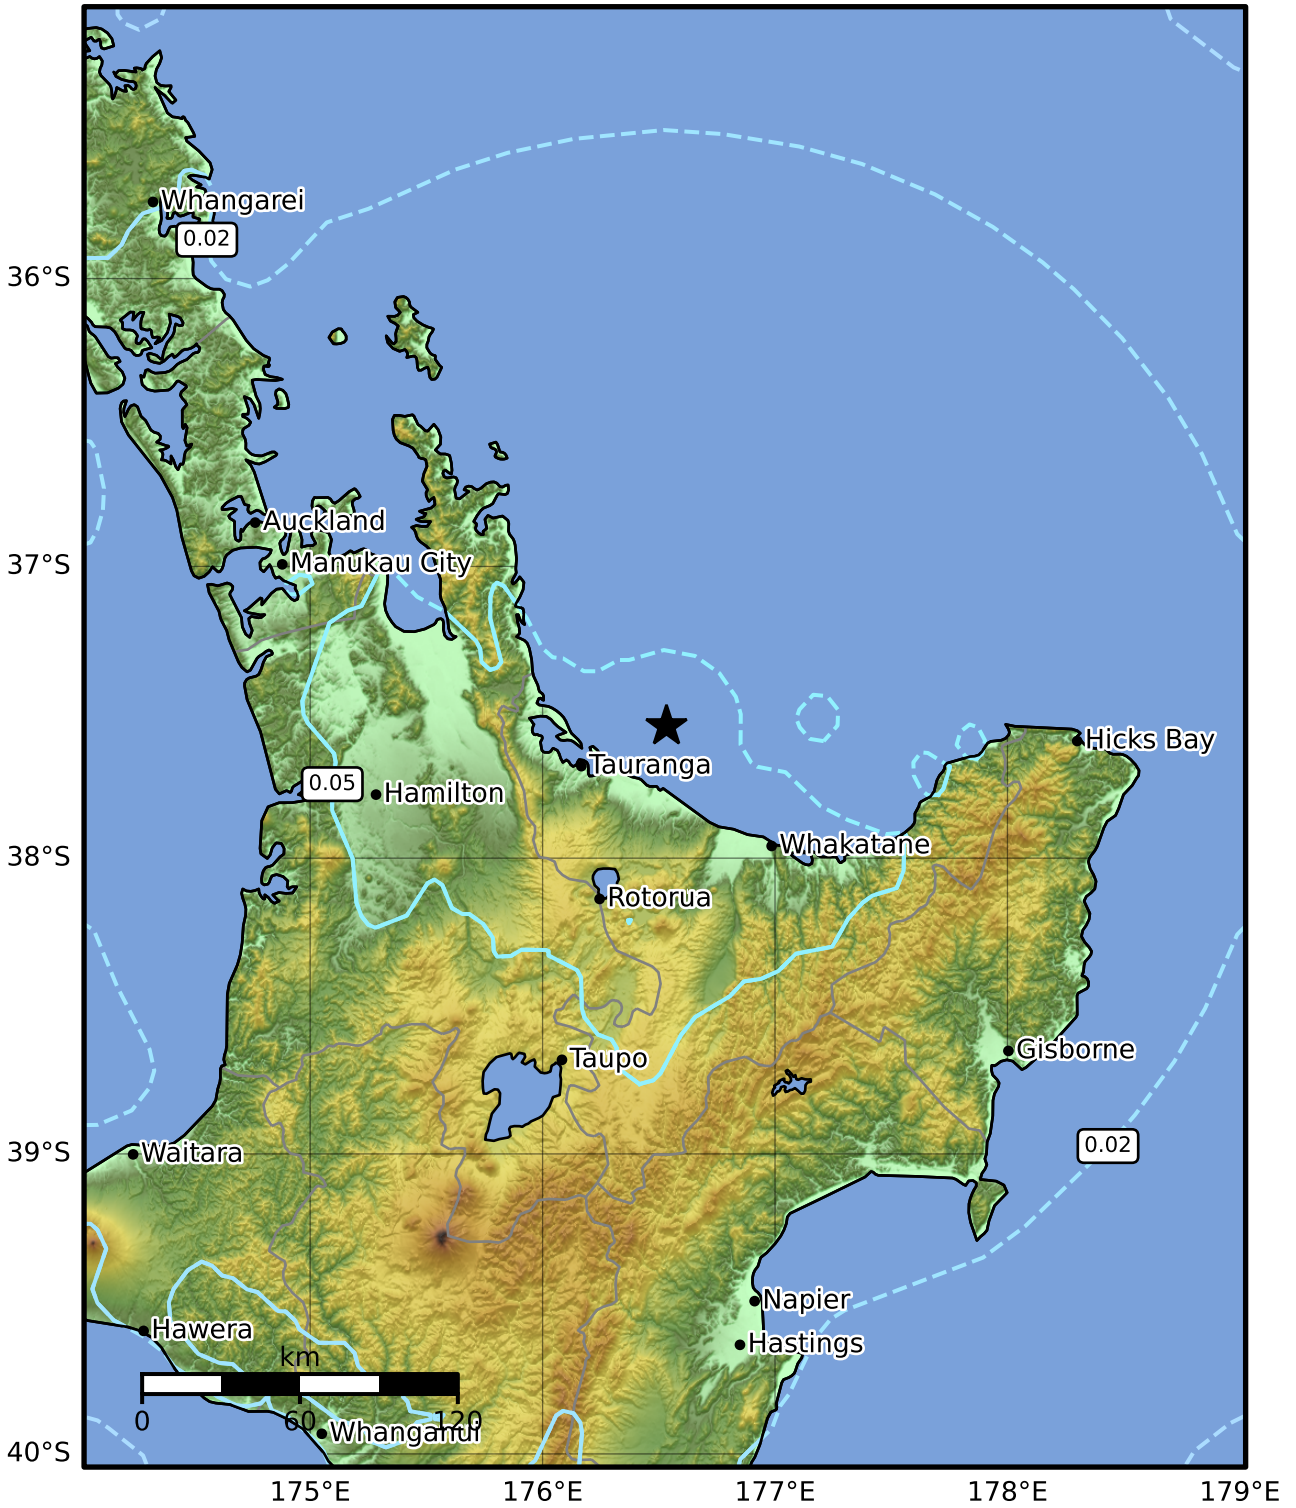 Whangarei
0.02
36°S
Auckland
Manukau City
37°S
Hicks Bay
Tauranga
0.05
Hamilton
Whakatane
38°S
Rotorua
Gisborne
Taupo
0.02
39°S
Waitara
Napier
Hawera
Hastings
km
0 60 120
Whanganui
40°S
175°E 176°E 177°E 178°E 179°E